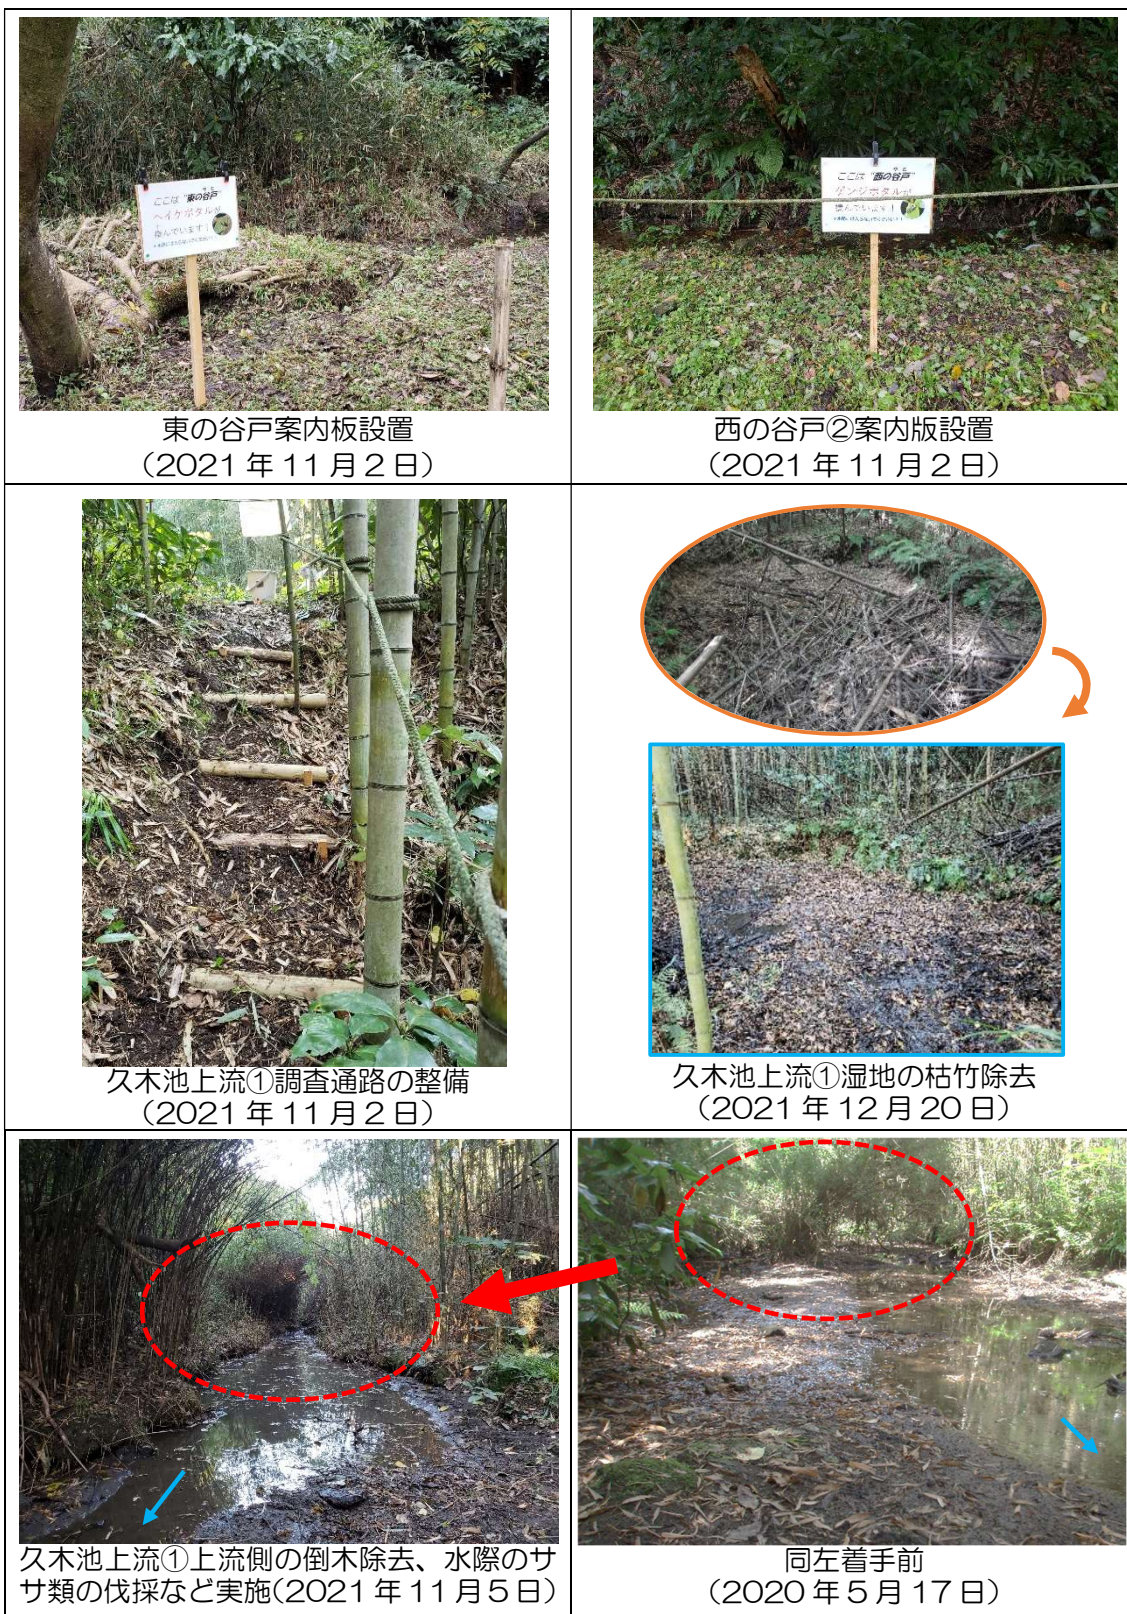 ここは "東の谷戸"
ヘイケボタルが
棲んでいます!
ここは "西の谷戸"
ゲンジボタルが
棲んでいます!
東の谷戸案内板設置
(2021年11月2日)
西の谷戸②案内版設置
(2021年11月2日)
久木池上流①調査通路の整備
(2021年11月2日)
久木池上流①湿地の枯竹除去
(2021年12月20日)
久木池上流①上流側の倒木除去、水際のサ
サ類の伐採など実施(2021年11月5日)
同左着手前
(2020年5月17日)